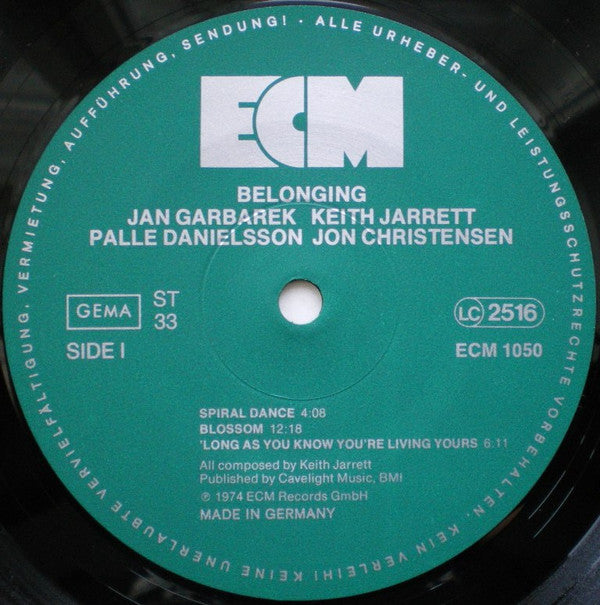 ALLE URHEBER- UND LEISTUNGSSCHUTZRECHTE VORBEHALTEN. KEIN VERLEIH! KEINE UNERLAUBTE VERVIELFÄLTIGUNG, VERMIETUNG, AUFFÜHRUNG, SENDUNG! ·
ECM
BELONGING
JAN GARBAREK KEITH JARRETT
PALLE DANIELSSON JON CHRISTENSEN
GEMA ST 33 LC 2516
SIDE I ECM 1050
SPIRAL DANCE 4:08
BLOSSOM 12:18
'LONG AS YOU KNOW YOU'RE LIVING YOURS 6:11
All composed by Keith Jarrett
Published by Cavelight Music, BMI
℗ 1974 ECM Records GmbH
MADE IN GERMANY